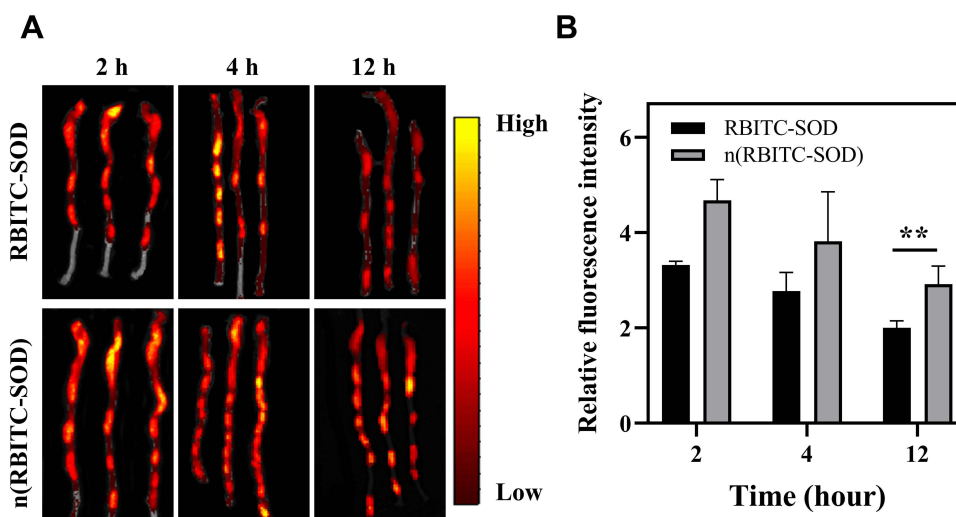 A
2 h
4 h
12 h
RBITC-SOD
n(RBITC-SOD)
High
Low
B
Relative fluorescence intensity
6
4
2
0
RBITC-SOD
n(RBITC-SOD)
**
2
4
12
Time (hour)